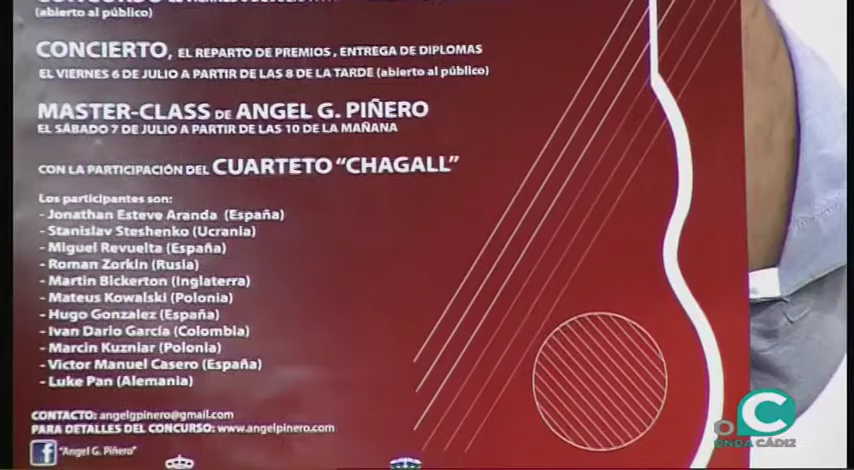 (abierto al público)
CONCIERTO, EL REPARTO DE PREMIOS, ENTREGA DE DIPLOMAS
EL VIERNES 6 DE JULIO A PARTIR DE LAS 8 DE LA TARDE (abierto al público)
MASTER-CLASS DE ANGEL G. PIÑERO
EL SÁBADO 7 DE JULIO A PARTIR DE LAS 10 DE LA MAÑANA
CON LA PARTICIPACIÓN DEL CUARTETO "CHAGALL"
Los participantes son:
- Jonathan Esteve Aranda (España)
- Stanislav Steshenko (Ucrania)
- Miguel Revuelta (España)
- Roman Zorkin (Rusia)
- Martin Bickerton (Inglaterra)
- Mateus Kowalski (Polonia)
- Hugo Gonzalez (España)
- Ivan Dario García (Colombia)
- Marcin Kuzniar (Polonia)
- Victor Manuel Casero (España)
- Luke Pan (Alemania)
CONTACTO: angelgpinero@gmail.com
PARA DETALLES DEL CONCURSO: www.angelpinero.com
f "Angel G. Piñero"
C
ONDA CÁDIZ